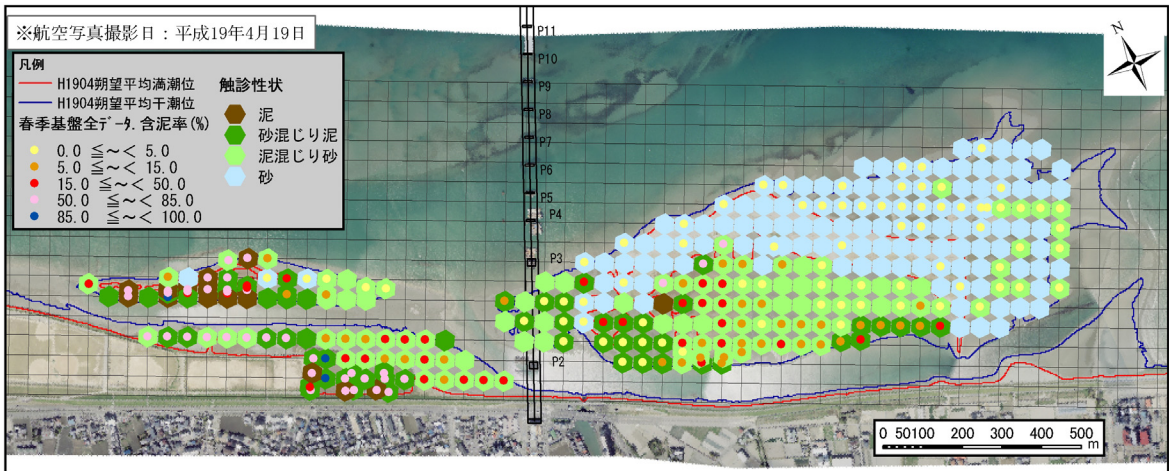 ※航空写真撮影日：平成19年4月19日
凡例
H1904朔望平均満潮位
H1904朔望平均干潮位
春季基盤全ﾃﾞｰﾀ. 含泥率(%)
0.0 ≦～< 5.0
5.0 ≦～< 15.0
15.0 ≦～< 50.0
50.0 ≦～< 85.0
85.0 ≦～< 100.0
触診性状
泥
砂混じり泥
泥混じり砂
砂
P11
P10
P9
P8
P7
P6
P5
P4
P3
P2
N
0 50100 200 300 400 500
m